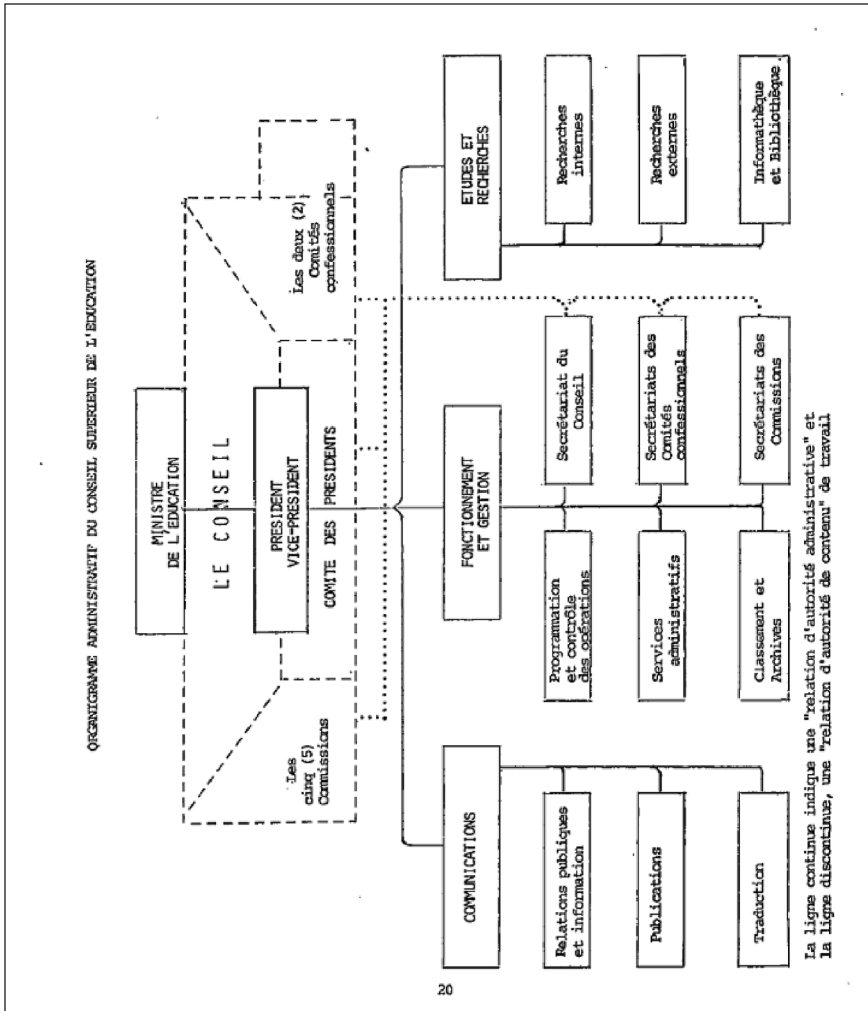 ORGANIGRAMME ADMINISTRATIF DU CONSEIL SUPERIEUR DE L'EDUCATION
MINISTRE
DE L'EDUCATION
LE CONSEIL
PRESIDENT
VICE-PRESIDENT
COMITE DES PRESIDENTS
Les
cinq (5)
Commissions
Les deux (2)
Comités
confessionnels
COMMUNICATIONS
FONCTIONNEMENT
ET GESTION
ETUDES ET
RECHERCHES
Relations publiques
et information
Programmation
et contrôle
des opérations
Secrétariat du
Conseil
Recherches
internes
Publications
Services
administratifs
Secrétariats des
Comités
confessionnels
Recherches
externes
Traduction
Classement et
Archives
Secrétariats des
Commissions
Informathèque
et Bibliothèque
La ligne continue indique une "relation d'autorité administrative" et
la ligne discontinue, une "relation d'autorité de contenu" de travail
20